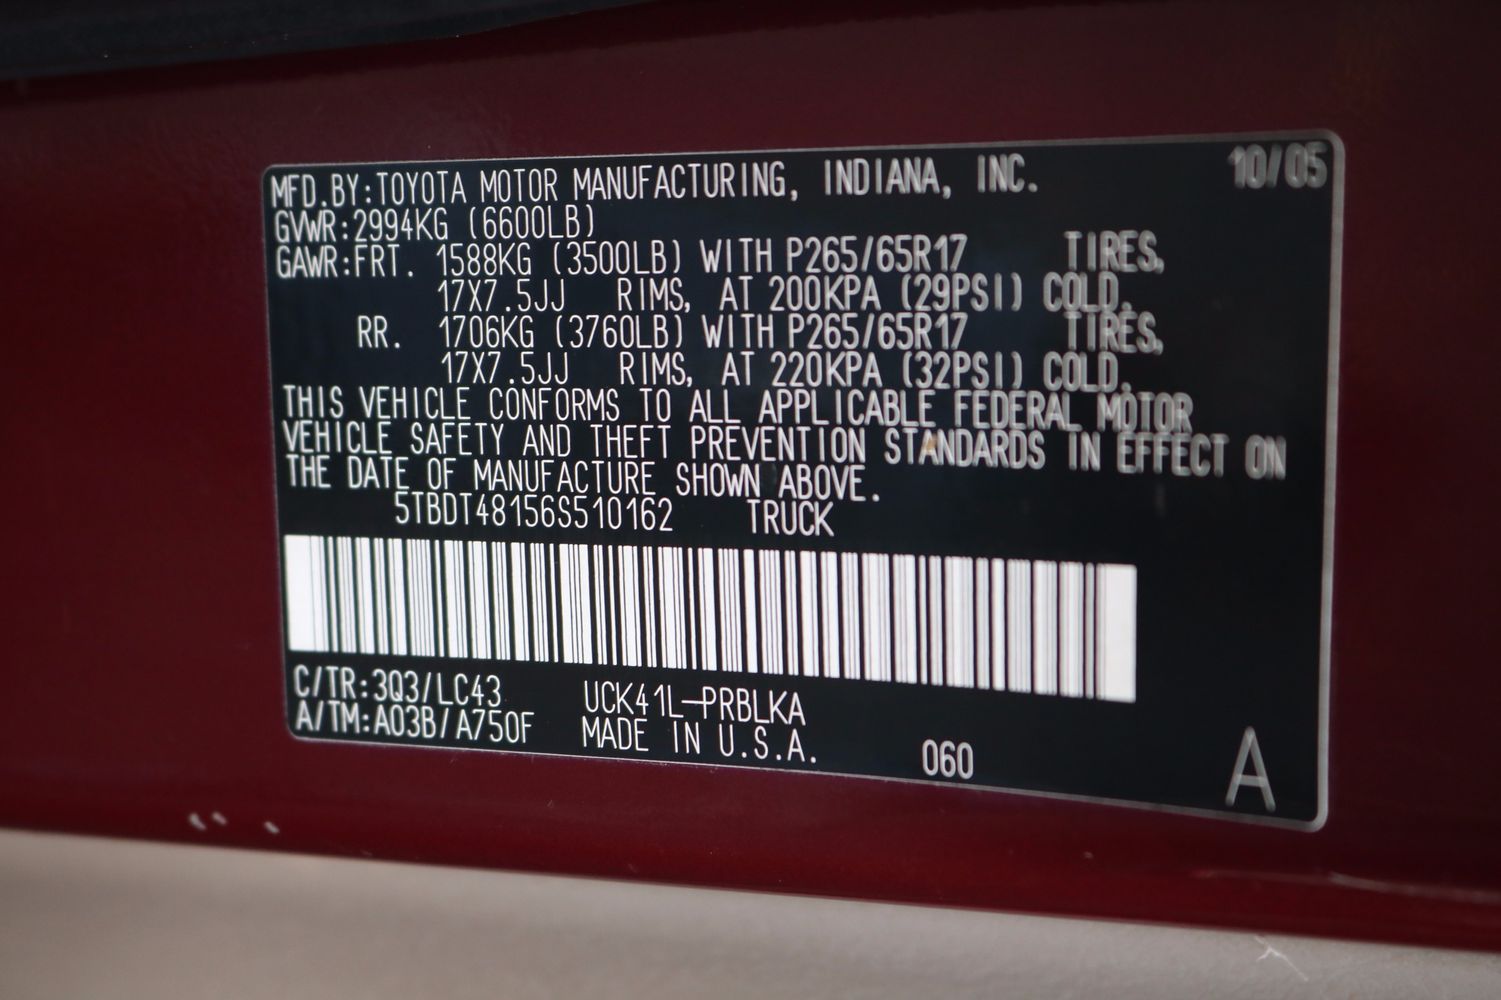 MFD.BY:TOYOTA MOTOR MANUFACTURING, INDIANA, INC. 10/05
GVWR:2994KG (6600LB)
GAWR:FRT. 1588KG (3500LB) WITH P265/65R17 TIRES,
17X7.5JJ RIMS, AT 200KPA (29PSI) COLD,
RR. 1706KG (3760LB) WITH P265/65R17 TIRES,
17X7.5JJ RIMS, AT 220KPA (32PSI) COLD,
THIS VEHICLE CONFORMS TO ALL APPLICABLE FEDERAL MOTOR
VEHICLE SAFETY AND THEFT PREVENTION STANDARDS IN EFFECT ON
THE DATE OF MANUFACTURE SHOWN ABOVE.
5TBDT48156S510162 TRUCK
C/TR:3Q3/LC43 UCK41L-PRBLKA
A/TM:A03B/A750F MADE IN U.S.A. 060
A